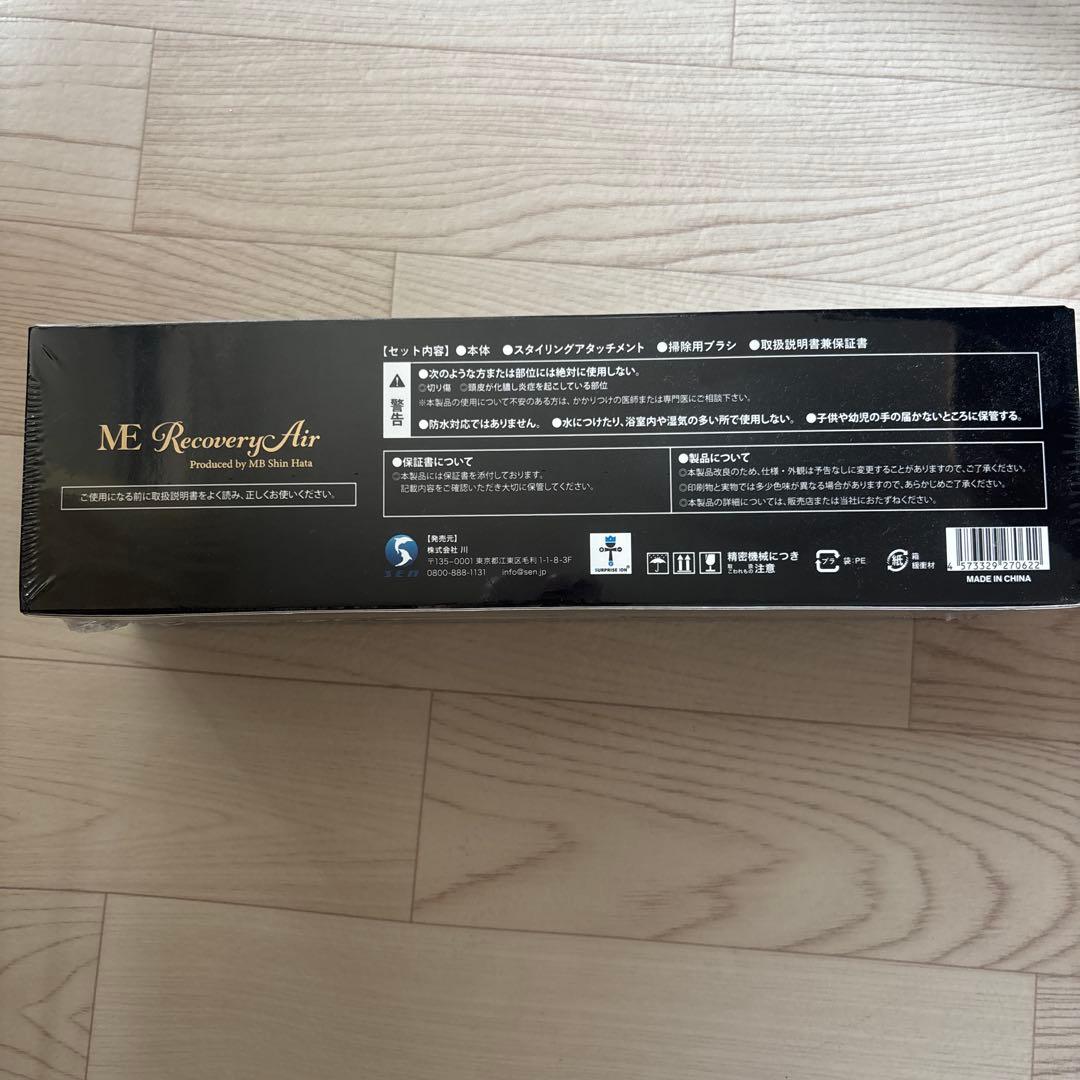 ME Recovery Air
Produced by MB Shin Hata
ご使用になる前に取扱説明書をよく読み、正しくお使いください。
【セット内容】●本体 ●スタイリングアタッチメント ●掃除用ブラシ ●取扱説明書兼保証書
警告
●次のような方または部位には絶対に使用しない。
◎切り傷 ◎頭皮が化膿し炎症を起こしている部位
※本製品の使用について不安のある方は、かかりつけの医師または専門医にご相談下さい。
●防水対応ではありません。 ●水につけたり、浴室内や湿気の多い所で使用しない。 ●子供や幼児の手の届かないところに保管する。
●保証書について
◎本製品には保証書を添付しております。
記載内容をご確認いただき大切に保管してください。
●製品について
◎本製品改良のため、仕様・外観は予告なしに変更することがありますので、ご了承ください。
◎印刷物と実物では多少色味が異なる場合がありますので、あらかじめご了承ください。
◎本製品の詳細については、販売店または当社におたずねください。
SEN
【発売元】
株式会社 川
〒135-0001 東京都江東区毛利 1-1-8-3F
0800-888-1131 info@sen.jp
SURPRISE ION
精密機械につき
取扱注意
こわれもの
プラ 袋:PE
紙 箱 緩衝材
4 573329 270622
MADE IN CHINA